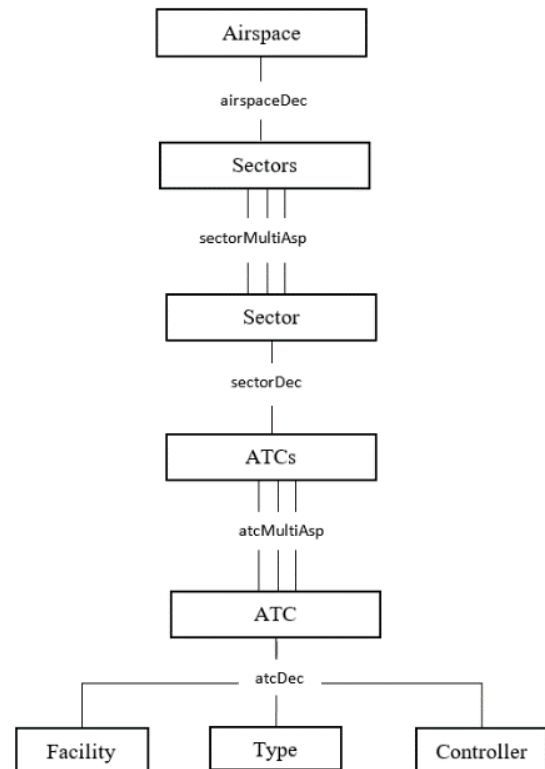 Airspace
airspaceDec
Sectors
sectorMultiAsp
Sector
sectorDec
ATCs
atcMultiAsp
ATC
atcDec
Facility Type Controller